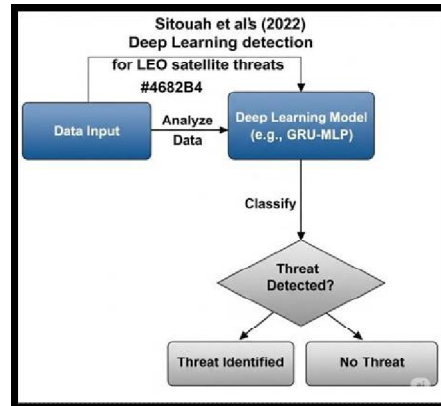 Sitouah et al's (2022)
Deep Learning detection
for LEO satellite threats
#4682B4
Data Input
Analyze
Data
Deep Learning Model
(e.g., GRU-MLP)
Classify
Threat
Detected?
Threat Identified
No Threat